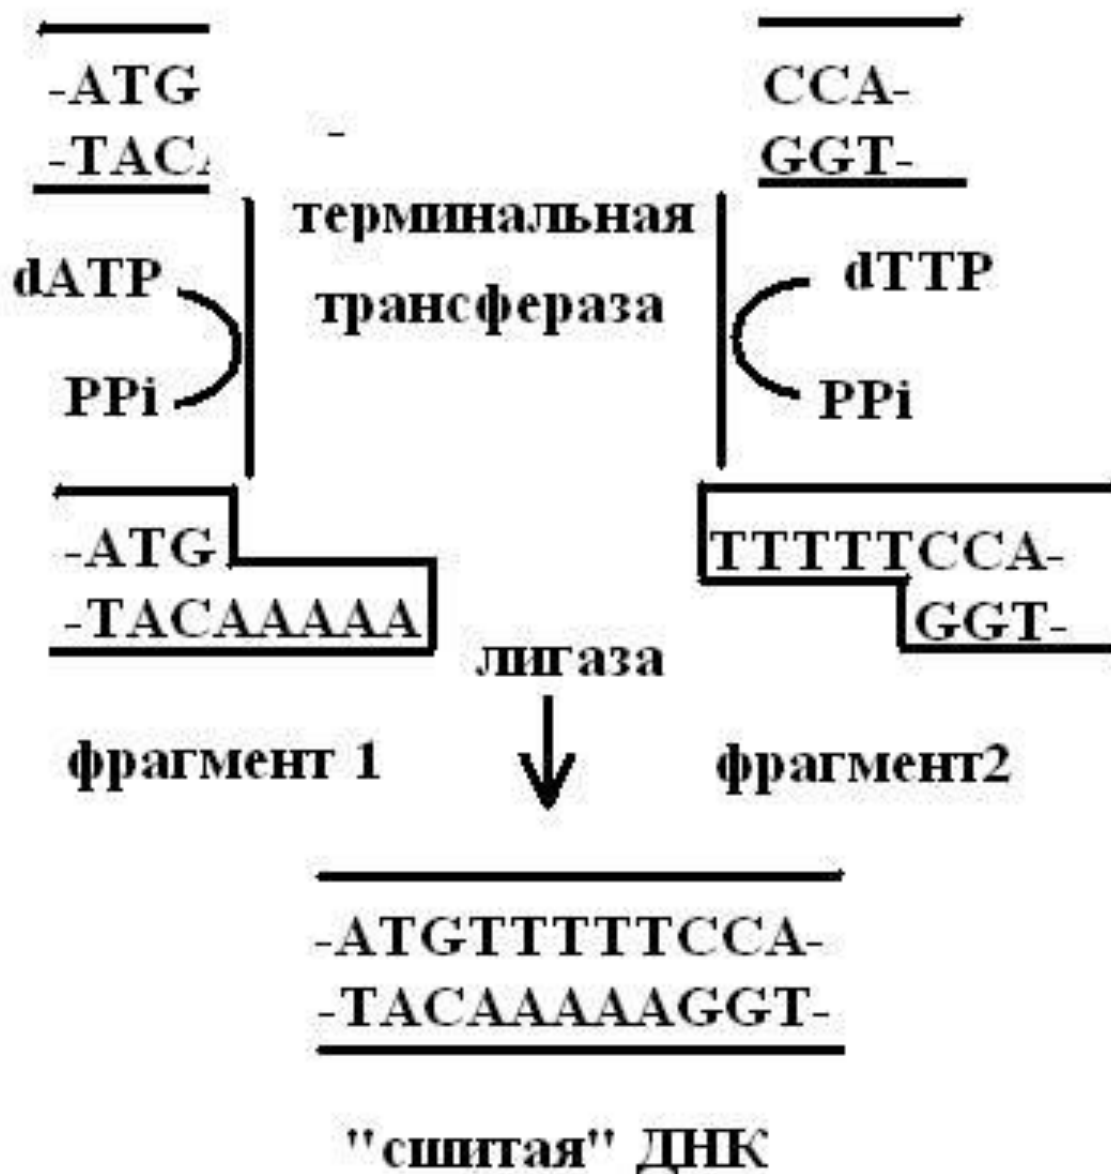 -ATG CCA-
-TAC GGT-
терминальная
dATP dTTP
трансфераза
PPi PPi
-ATG TTTTTCCA-
-TACAAAAA GGT-
лигаза
фрагмент 1 фрагмент2
-ATGTTTTTCCA-
-TACAAAAAGGT-
"сшитая" ДНК